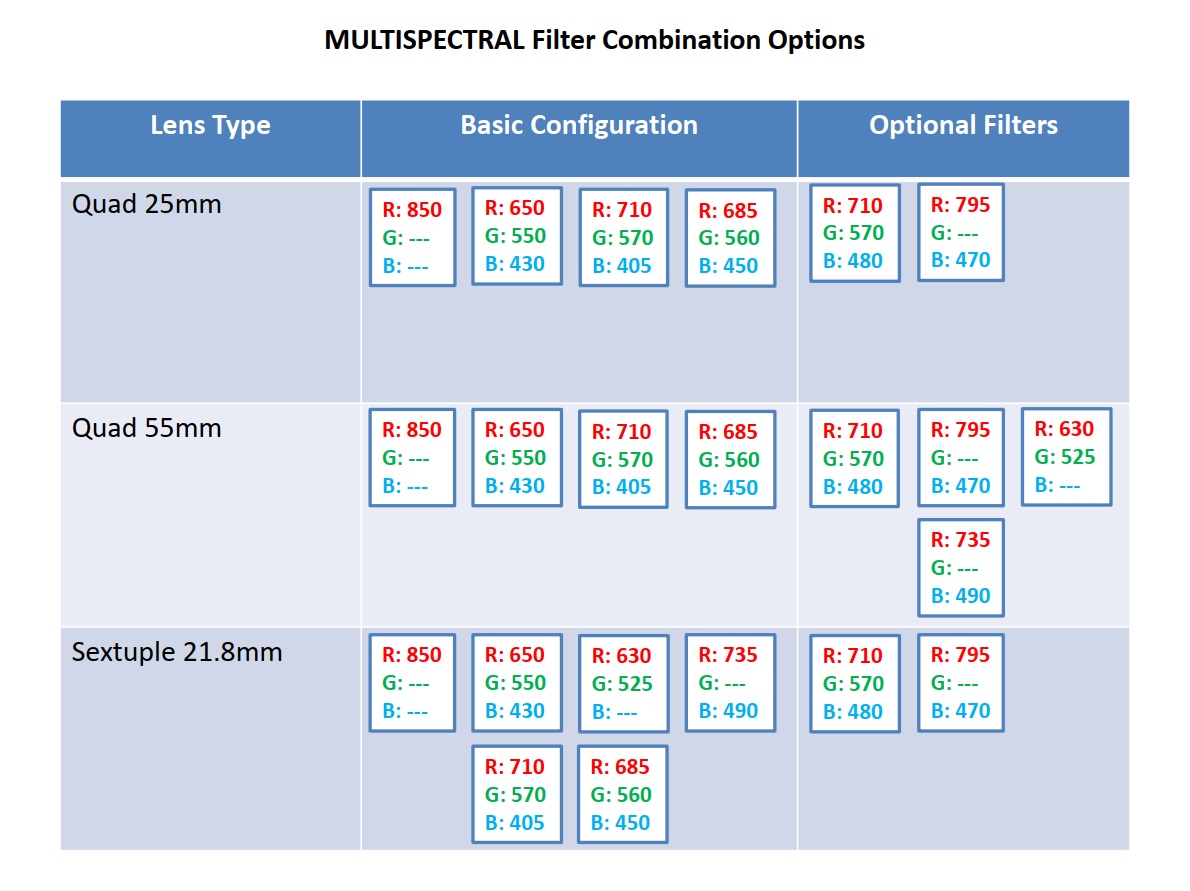 MULTISPECTRAL Filter Combination Options
Lens Type
Basic Configuration
Optional Filters
Quad 25mm
R: 850
G: ---
B: ---
R: 650
G: 550
B: 430
R: 710
G: 570
B: 405
R: 685
G: 560
B: 450
R: 710
G: 570
B: 480
R: 795
G: ---
B: 470
Quad 55mm
R: 850
G: ---
B: ---
R: 650
G: 550
B: 430
R: 710
G: 570
B: 405
R: 685
G: 560
B: 450
R: 710
G: 570
B: 480
R: 795
G: ---
B: 470
R: 630
G: 525
B: ---
R: 735
G: ---
B: 490
Sextuple 21.8mm
R: 850
G: ---
B: ---
R: 650
G: 550
B: 430
R: 630
G: 525
B: ---
R: 735
G: ---
B: 490
R: 710
G: 570
B: 405
R: 685
G: 560
B: 450
R: 710
G: 570
B: 480
R: 795
G: ---
B: 470